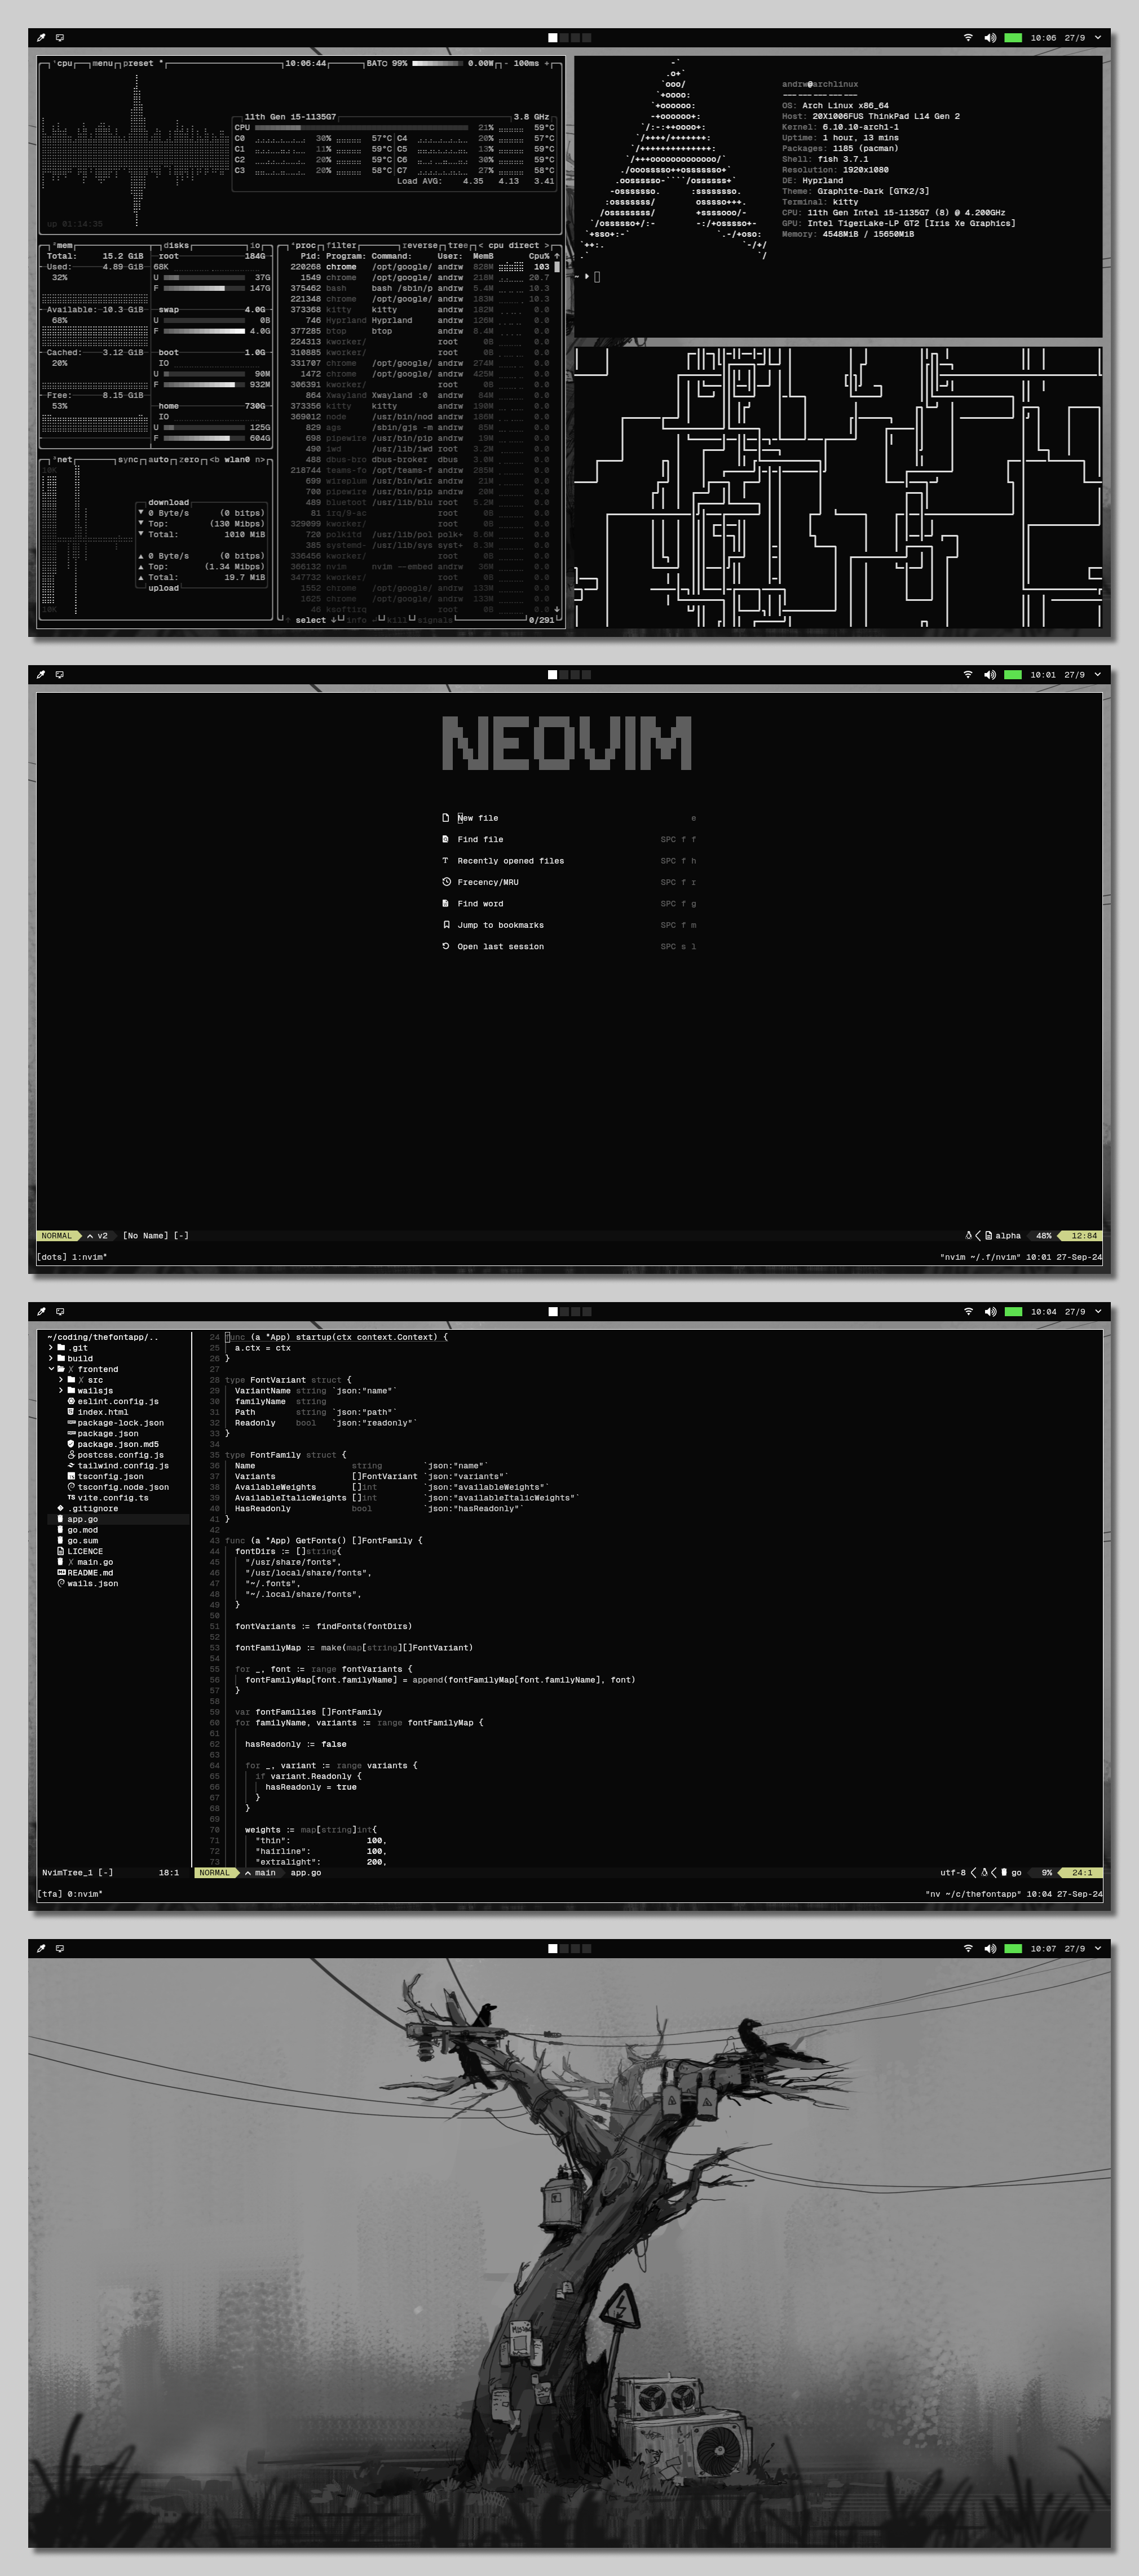 10:06 27/9
¹cpu menu preset * 10:06:44 BAT○ 99% 0.00W - 100ms +
11th Gen i5-1135G7 3.8 GHz
CPU 21% 59°C
C0 30% 57°C C4 20% 57°C
C1 11% 59°C C5 13% 59°C
C2 20% 59°C C6 30% 59°C
C3 20% 58°C C7 27% 58°C
Load AVG: 4.35 4.13 3.41
up 01:14:35
²mem disks io
Total: 15.2 GiB
Used: 4.89 GiB
32%
Available: 10.3 GiB
68%
Cached: 3.12 GiB
20%
Free: 8.15 GiB
53%
root 184G
68K
U 37G
F 147G
swap 4.0G
U 0B
F 4.0G
boot 1.0G
IO
U 90M
F 932M
home 730G
IO
U 125G
F 604G
³net sync auto zero <b wlan0 n>
10K
download
▼ 0 Byte/s (0 bitps)
▼ Top: (130 Mibps)
▼ Total: 1010 MiB
▲ 0 Byte/s (0 bitps)
▲ Top: (1.34 Mibps)
▲ Total: 19.7 MiB
upload
10K
⁴proc filter reverse tree < cpu direct >
Pid: Program: Command: User: MemB Cpu% ↑
220268 chrome /opt/google/ andrw 828M 103
1549 chrome /opt/google/ andrw 218M 20.7
375462 bash bash /sbin/p andrw 5.4M 10.3
221348 chrome /opt/google/ andrw 183M 10.3
373368 kitty kitty andrw 182M 0.0
746 Hyprland Hyprland andrw 126M 0.0
377285 btop btop andrw 8.4M 0.0
224313 kworker/ root 0B 0.0
310885 kworker/ root 0B 0.0
331707 chrome /opt/google/ andrw 274M 0.0
1472 chrome /opt/google/ andrw 425M 0.0
306391 kworker/ root 0B 0.0
864 Xwayland Xwayland :0 andrw 84M 0.0
373356 kitty kitty andrw 190M 0.0
369012 node /usr/bin/nod andrw 186M 0.0
829 ags /sbin/gjs -m andrw 85M 0.0
698 pipewire /usr/bin/pip andrw 19M 0.0
490 iwd /usr/lib/iwd root 3.2M 0.0
488 dbus-bro dbus-broker dbus 3.0M 0.0
218744 teams-fo /opt/teams-f andrw 285M 0.0
699 wireplum /usr/bin/wir andrw 21M 0.0
700 pipewire /usr/bin/pip andrw 20M 0.0
489 bluetoot /usr/lib/blu root 5.2M 0.0
81 irq/9-ac root 0B 0.0
329099 kworker/ root 0B 0.0
720 polkitd /usr/lib/pol polk+ 8.6M 0.0
385 systemd- /usr/lib/sys syst+ 8.3M 0.0
336456 kworker/ root 0B 0.0
366132 nvim nvim --embed andrw 36M 0.0
347732 kworker/ root 0B 0.0
1552 chrome /opt/google/ andrw 133M 0.0
1625 chrome /opt/google/ andrw 133M 0.0
46 ksoftirq root 0B 0.0 ↓
↑ select ↓ info ↵ kill signals 0/291
andrw@archlinux
---------------
OS: Arch Linux x86_64
Host: 20X1006FUS ThinkPad L14 Gen 2
Kernel: 6.10.10-arch1-1
Uptime: 1 hour, 13 mins
Packages: 1185 (pacman)
Shell: fish 3.7.1
Resolution: 1920x1080
DE: Hyprland
Theme: Graphite-Dark [GTK2/3]
Terminal: kitty
CPU: 11th Gen Intel i5-1135G7 (8) @ 4.200GHz
GPU: Intel TigerLake-LP GT2 [Iris Xe Graphics]
Memory: 4548MiB / 15650MiB
~
10:01 27/9
NEOVIM
New file e
Find file SPC f f
Recently opened files SPC f h
Frecency/MRU SPC f r
Find word SPC f g
Jump to bookmarks SPC f m
Open last session SPC s l
NORMAL v2 [No Name] [-] alpha 48% 12:84
[dots] 1:nvim* "nvim ~/.f/nvim" 10:01 27-Sep-24
10:04 27/9
~/coding/thefontapp/..
.git
build
✗ frontend
✗ src
wailsjs
eslint.config.js
index.html
package-lock.json
package.json
package.json.md5
postcss.config.js
tailwind.config.js
tsconfig.json
tsconfig.node.json
vite.config.ts
.gitignore
app.go
go.mod
go.sum
LICENCE
✗ main.go
README.md
wails.json
24 func (a *App) startup(ctx context.Context) {
25 a.ctx = ctx
26 }
27
28 type FontVariant struct {
29 VariantName string `json:"name"`
30 familyName string
31 Path string `json:"path"`
32 Readonly bool `json:"readonly"`
33 }
34
35 type FontFamily struct {
36 Name string `json:"name"`
37 Variants []FontVariant `json:"variants"`
38 AvailableWeights []int `json:"availableWeights"`
39 AvailableItalicWeights []int `json:"availableItalicWeights"`
40 HasReadonly bool `json:"hasReadonly"`
41 }
42
43 func (a *App) GetFonts() []FontFamily {
44 fontDirs := []string{
45 "/usr/share/fonts",
46 "/usr/local/share/fonts",
47 "~/.fonts",
48 "~/.local/share/fonts",
49 }
50
51 fontVariants := findFonts(fontDirs)
52
53 fontFamilyMap := make(map[string][]FontVariant)
54
55 for _, font := range fontVariants {
56 fontFamilyMap[font.familyName] = append(fontFamilyMap[font.familyName], font)
57 }
58
59 var fontFamilies []FontFamily
60 for familyName, variants := range fontFamilyMap {
61
62 hasReadonly := false
63
64 for _, variant := range variants {
65 if variant.Readonly {
66 hasReadonly = true
67 }
68 }
69
70 weights := map[string]int{
71 "thin": 100,
72 "hairline": 100,
73 "extralight": 200,
NvimTree_1 [-] 18:1 NORMAL main app.go utf-8 go 9% 24:1
[tfa] 0:nvim* "nv ~/c/thefontapp" 10:04 27-Sep-24
10:07 27/9
MISSING